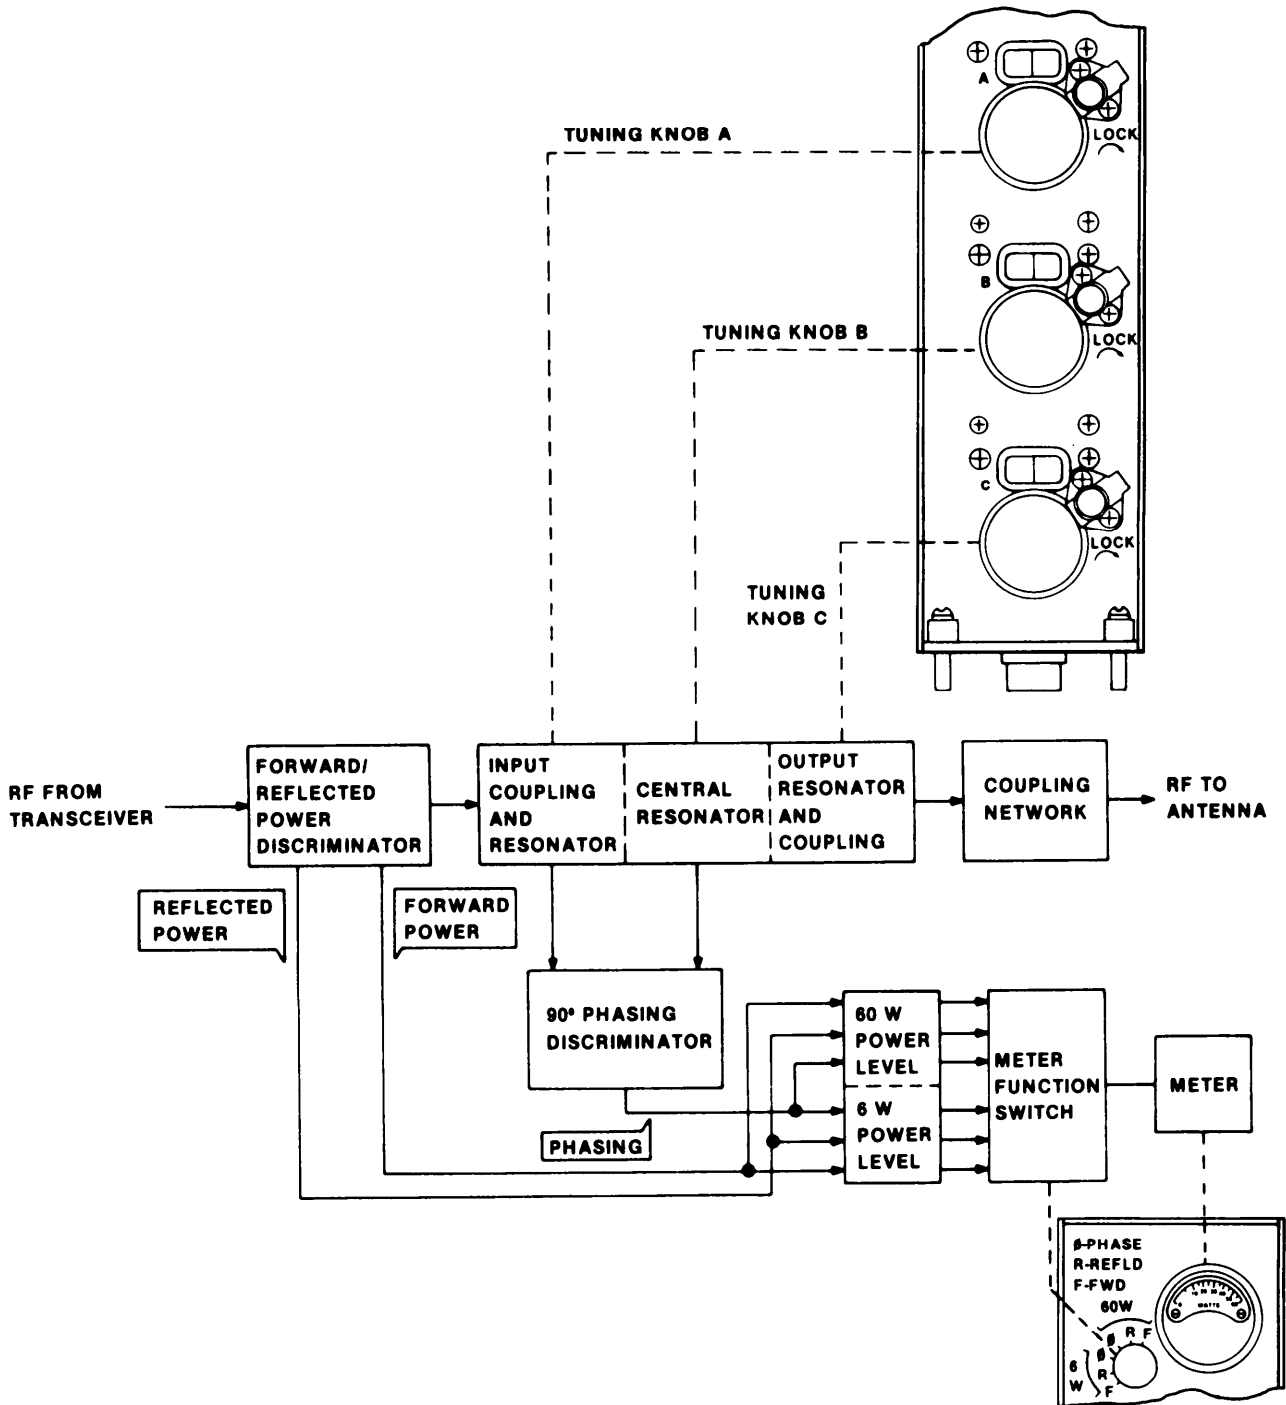 A
LOCK
TUNING KNOB A
B
LOCK
TUNING KNOB B
C
LOCK
TUNING
KNOB C
RF FROM
TRANSCEIVER
FORWARD/
REFLECTED
POWER
DISCRIMINATOR
INPUT
COUPLING
AND
RESONATOR
CENTRAL
RESONATOR
OUTPUT
RESONATOR
AND
COUPLING
COUPLING
NETWORK
RF TO
ANTENNA
REFLECTED
POWER
FORWARD
POWER
90° PHASING
DISCRIMINATOR
PHASING
60 W
POWER
LEVEL
6 W
POWER
LEVEL
METER
FUNCTION
SWITCH
METER
Ø-PHASE
R-REFLD
F-FWD
60W
Ø R F
6
W
Ø
R
F
WATTS